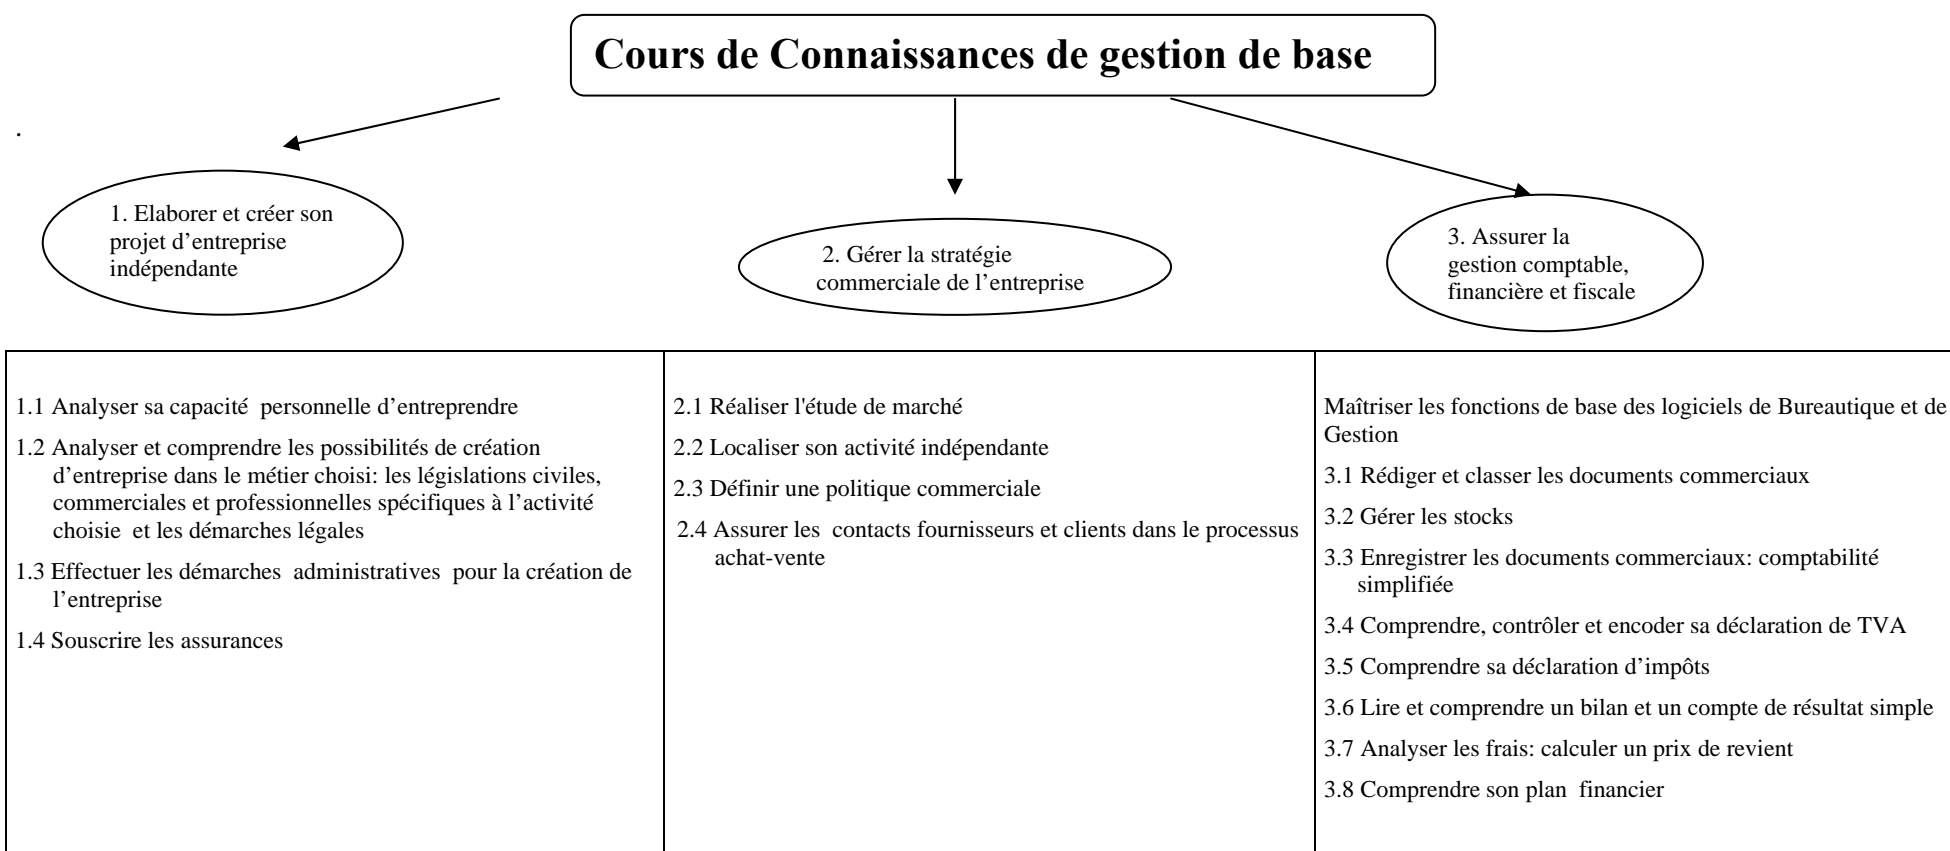 Cours de Connaissances de gestion de base
.
1. Elaborer et créer son
projet d’entreprise
indépendante
2. Gérer la stratégie
commerciale de l’entreprise
3. Assurer la
gestion comptable,
financière et fiscale
1.1 Analyser sa capacité personnelle d’entreprendre
1.2 Analyser et comprendre les possibilités de création
d’entreprise dans le métier choisi: les législations civiles,
commerciales et professionnelles spécifiques à l’activité
choisie et les démarches légales
1.3 Effectuer les démarches administratives pour la création de
l’entreprise
1.4 Souscrire les assurances
2.1 Réaliser l'étude de marché
2.2 Localiser son activité indépendante
2.3 Définir une politique commerciale
2.4 Assurer les contacts fournisseurs et clients dans le processus
achat-vente
Maîtriser les fonctions de base des logiciels de Bureautique et de
Gestion
3.1 Rédiger et classer les documents commerciaux
3.2 Gérer les stocks
3.3 Enregistrer les documents commerciaux: comptabilité
simplifiée
3.4 Comprendre, contrôler et encoder sa déclaration de TVA
3.5 Comprendre sa déclaration d’impôts
3.6 Lire et comprendre un bilan et un compte de résultat simple
3.7 Analyser les frais: calculer un prix de revient
3.8 Comprendre son plan financier